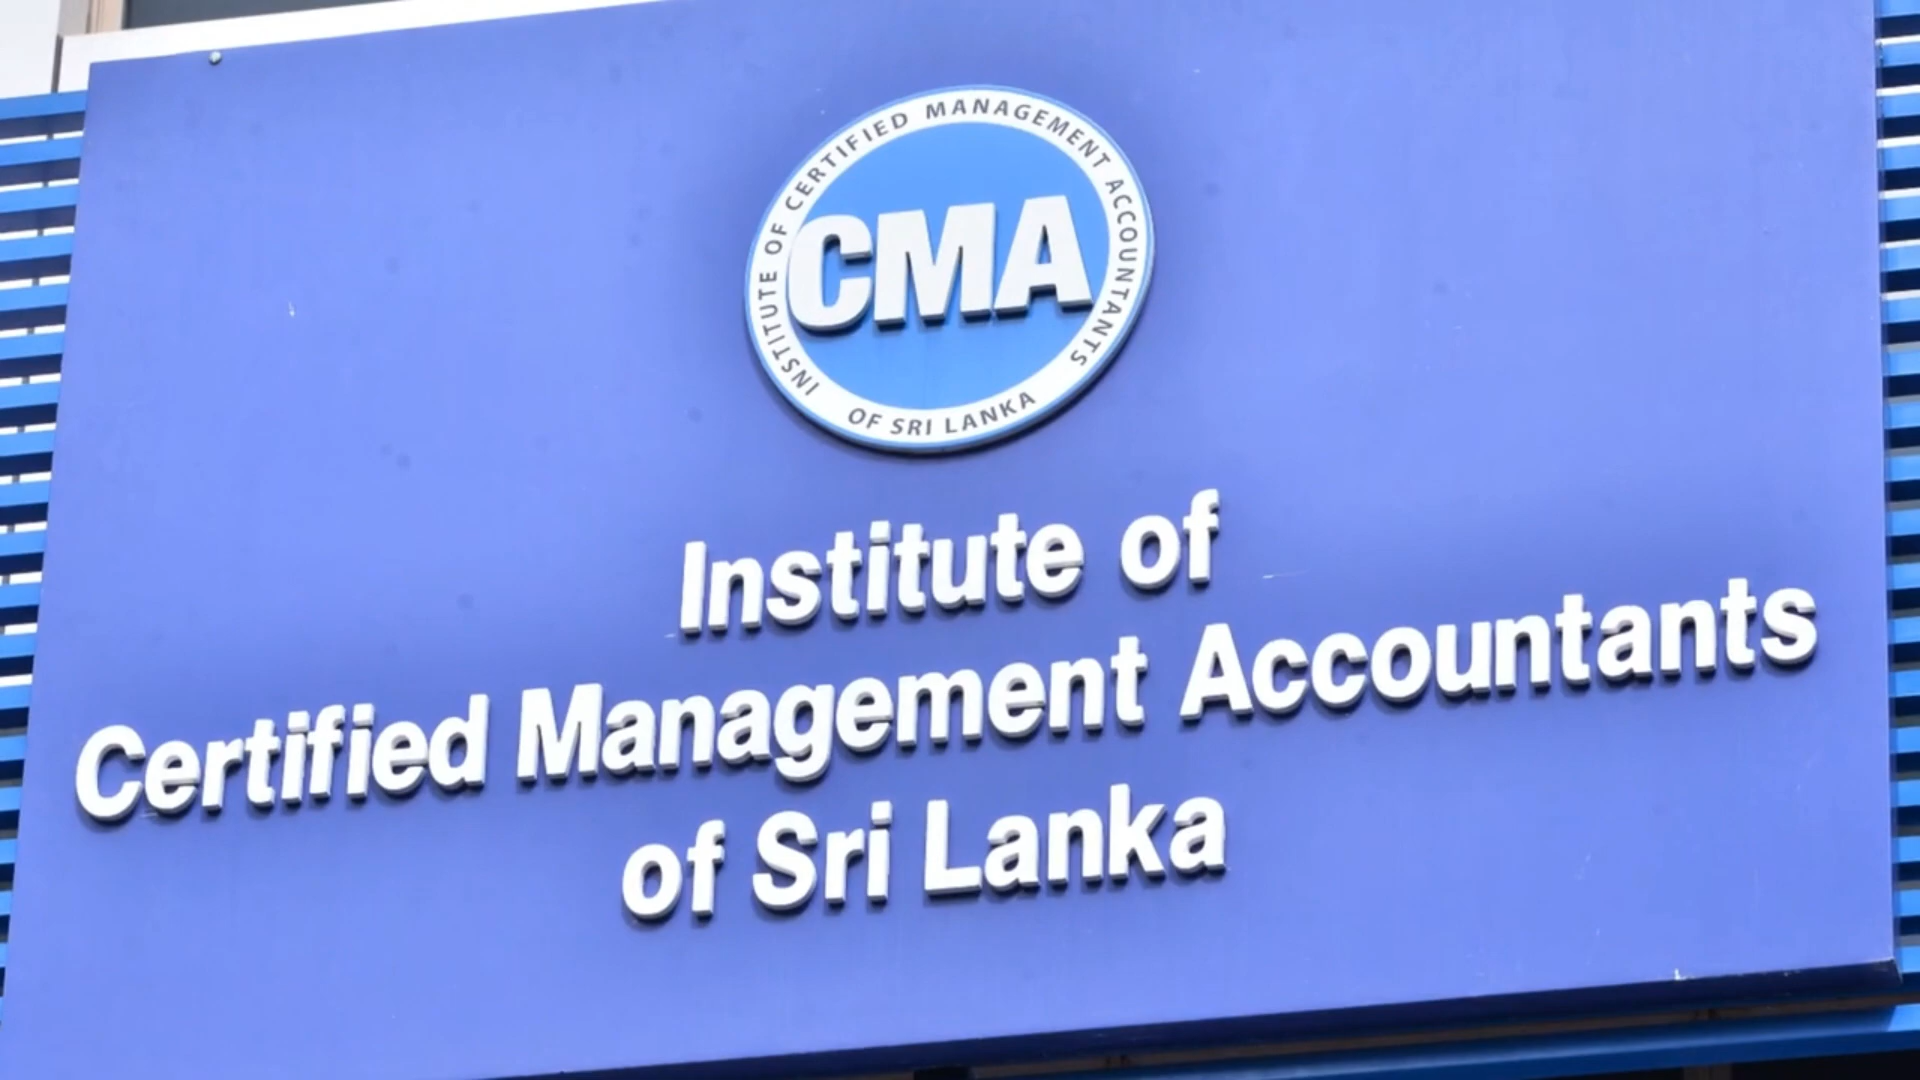 INSTITUTE OF CERTIFIED MANAGEMENT ACCOUNTANTS
OF SRI LANKA
CMA
Institute of
Certified Management Accountants
of Sri Lanka